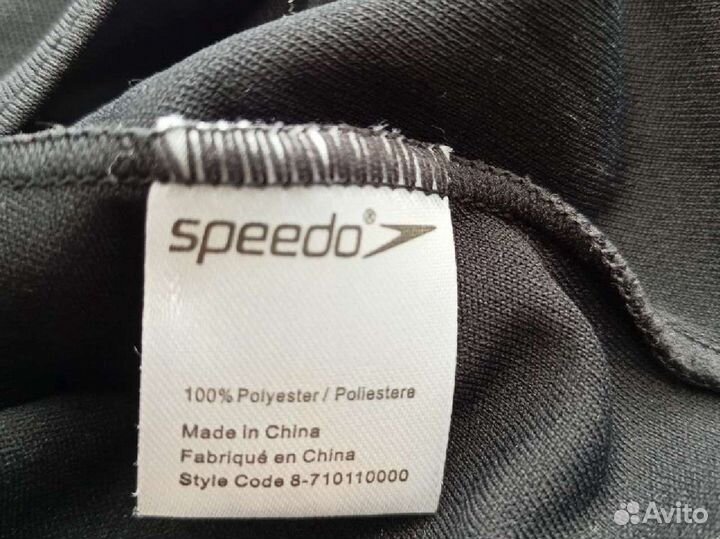 speedo®
100% Polyester / Poliestere
Made in China
Fabriqué en China
Style Code 8-710110000
Avito